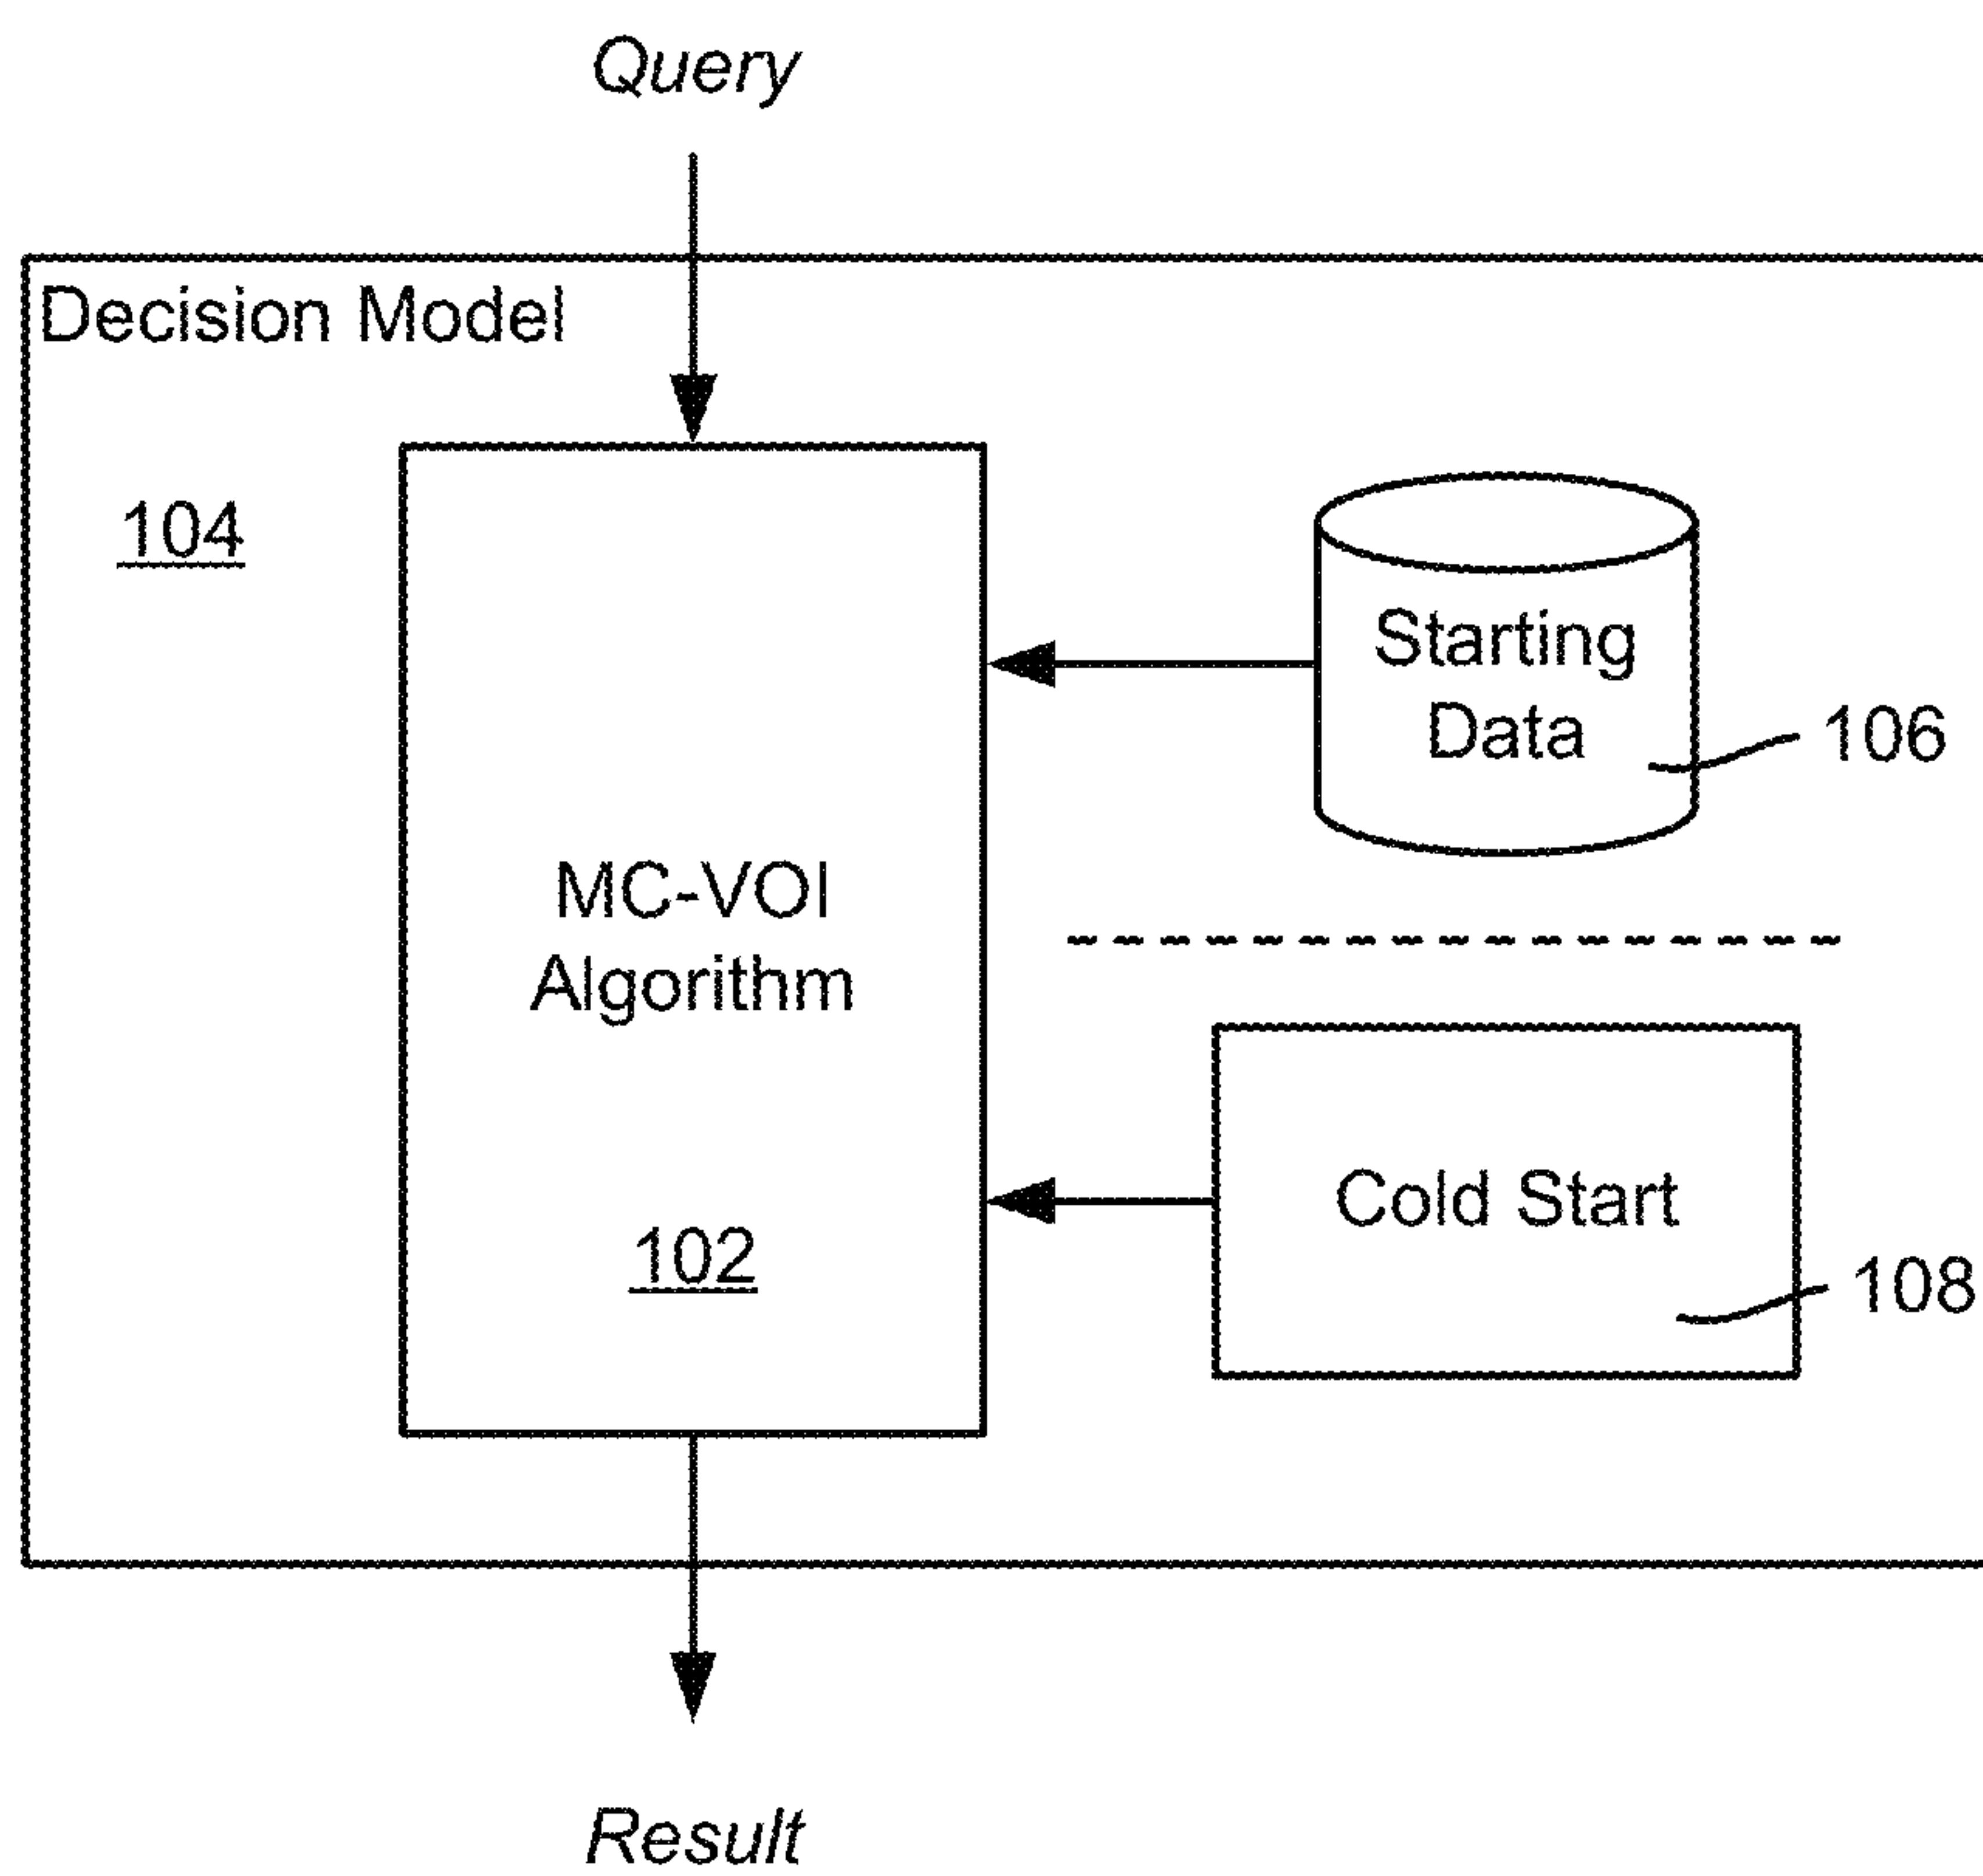 Query
Decision Model
104
Starting
Data
106
MC-VOI
Algorithm
102
Cold Start
108
Result